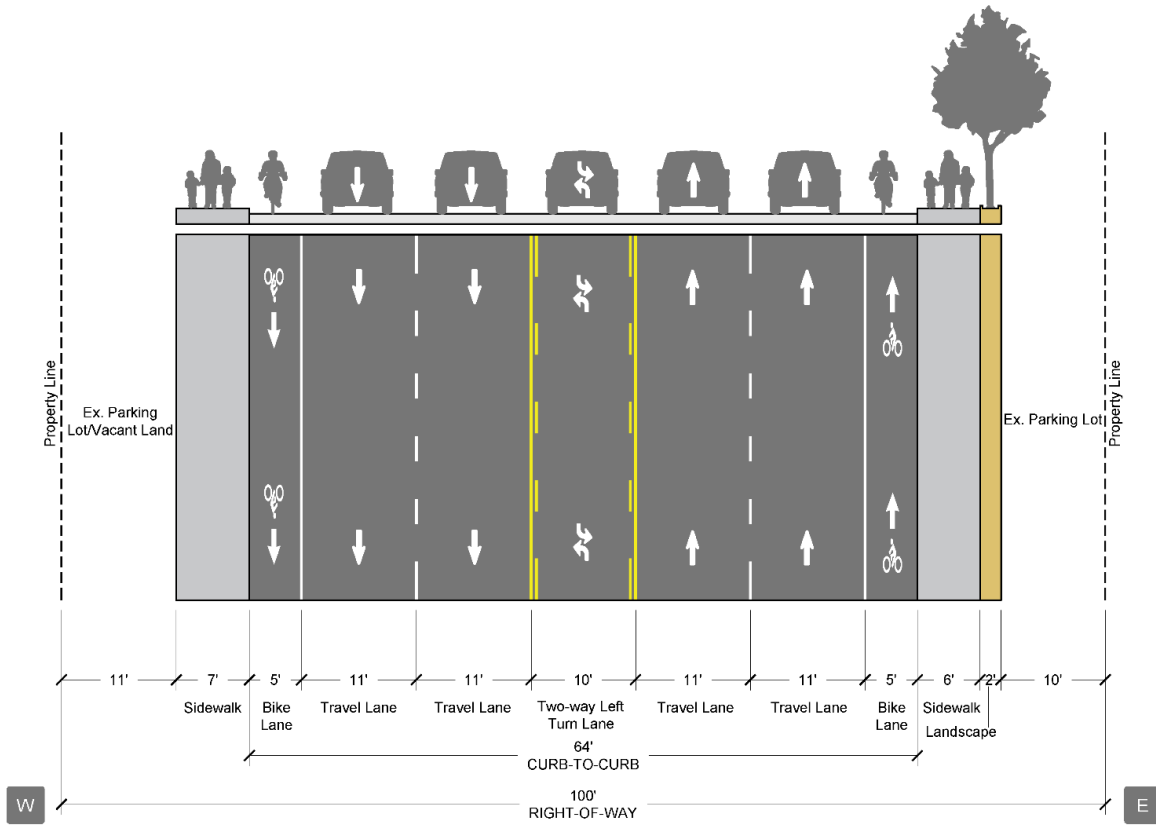 Property Line
Ex. Parking
Lot/Vacant Land
Ex. Parking Lot
Property Line
11'
7'
5'
11'
11'
10'
11'
11'
5'
6'
2'
10'
Sidewalk
Bike
Lane
Travel Lane
Travel Lane
Two-way Left
Turn Lane
Travel Lane
Travel Lane
Bike
Lane
Sidewalk
Landscape
64'
CURB-TO-CURB
100'
RIGHT-OF-WAY
W
E